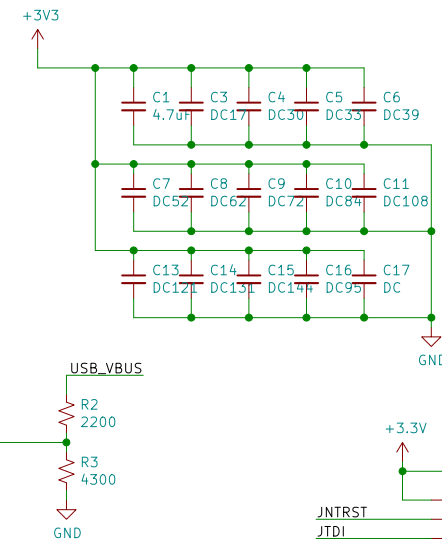 +3V3
C1 C3 C4 C5 C6
4.7uF DC17 DC30 DC33 DC39
C7 C8 C9 C10 C11
DC52 DC62 DC72 DC84 DC108
C13 C14 C15 C16 C17
DC121 DC131 DC144 DC95 DC
GND
USB_VBUS
R2
2200
R3
4300
GND
+3.3V
JNTRST
JTDI